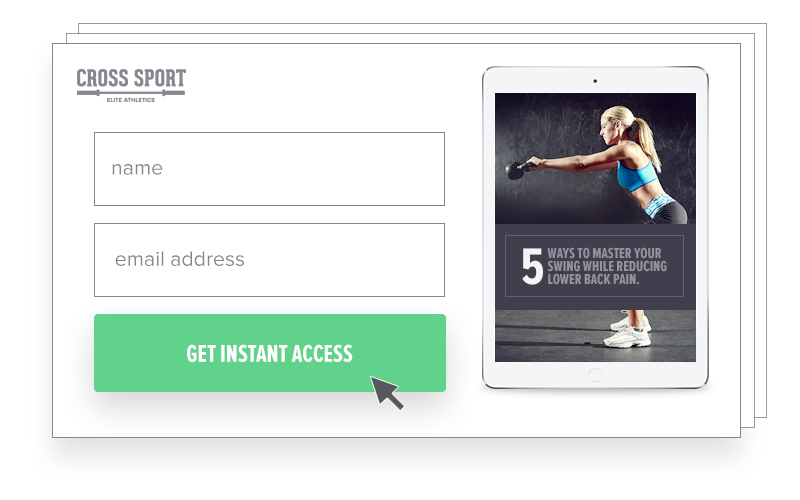 CROSS SPORT
ELITE ATHLETICS
name
email address
GET INSTANT ACCESS
5 WAYS TO MASTER YOUR
SWING WHILE REDUCING
LOWER BACK PAIN.